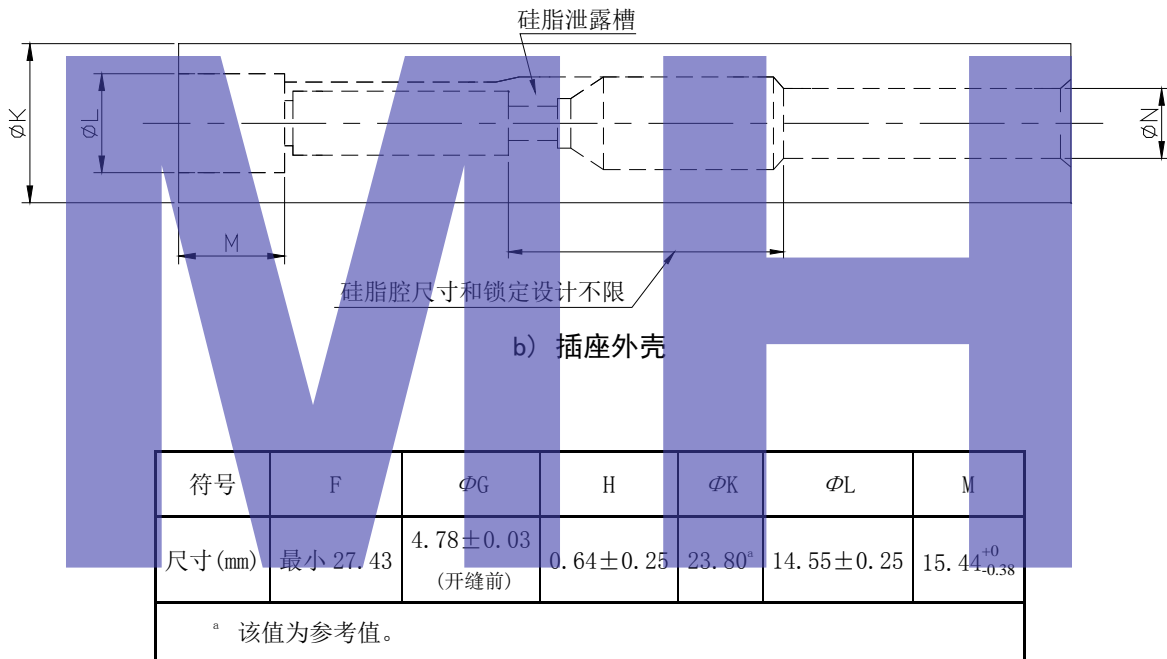 硅脂泄露槽
ØK
ØL
ØN
M
硅脂腔尺寸和锁定设计不限
b) 插座外壳
符号 F ΦG H ΦK ΦL M
尺寸(mm) 最小 27.43 4.78±0.03 (开缝前) 0.64±0.25 23.80ᵃ 14.55±0.25 15.44 +0 -0.38
ᵃ 该值为参考值。
MH